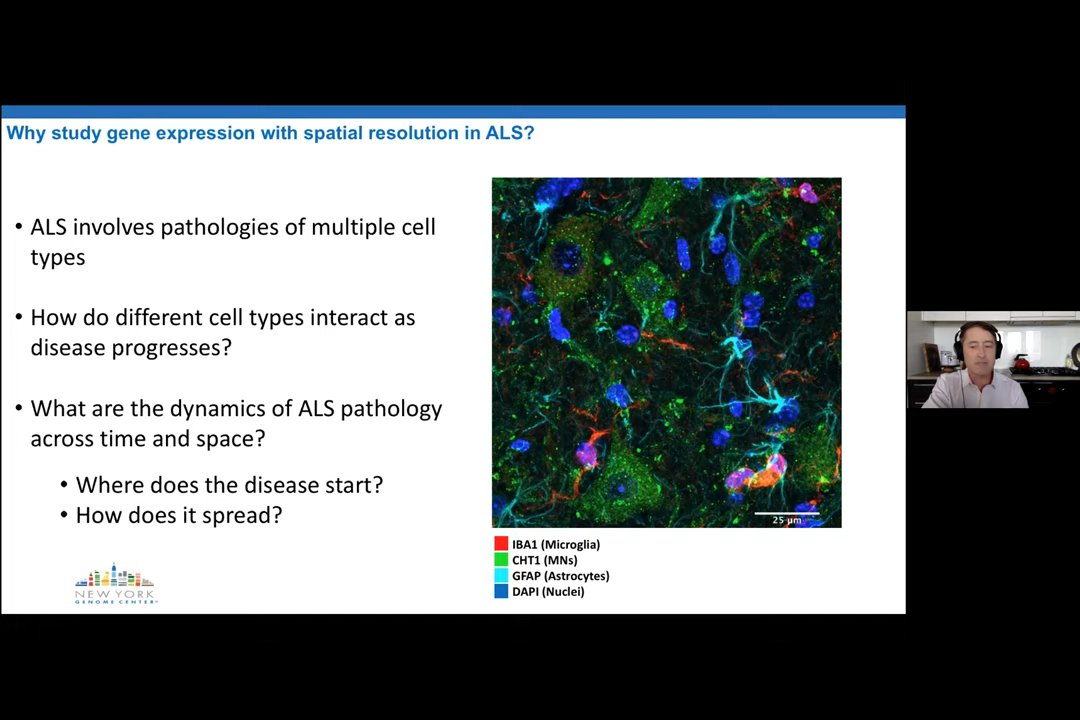 Why study gene expression with spatial resolution in ALS?
• ALS involves pathologies of multiple cell
types
• How do different cell types interact as
disease progresses?
• What are the dynamics of ALS pathology
across time and space?
• Where does the disease start?
• How does it spread?
NEW YORK
GENOME CENTER
25 µm
IBA1 (Microglia)
CHT1 (MNs)
GFAP (Astrocytes)
DAPI (Nuclei)